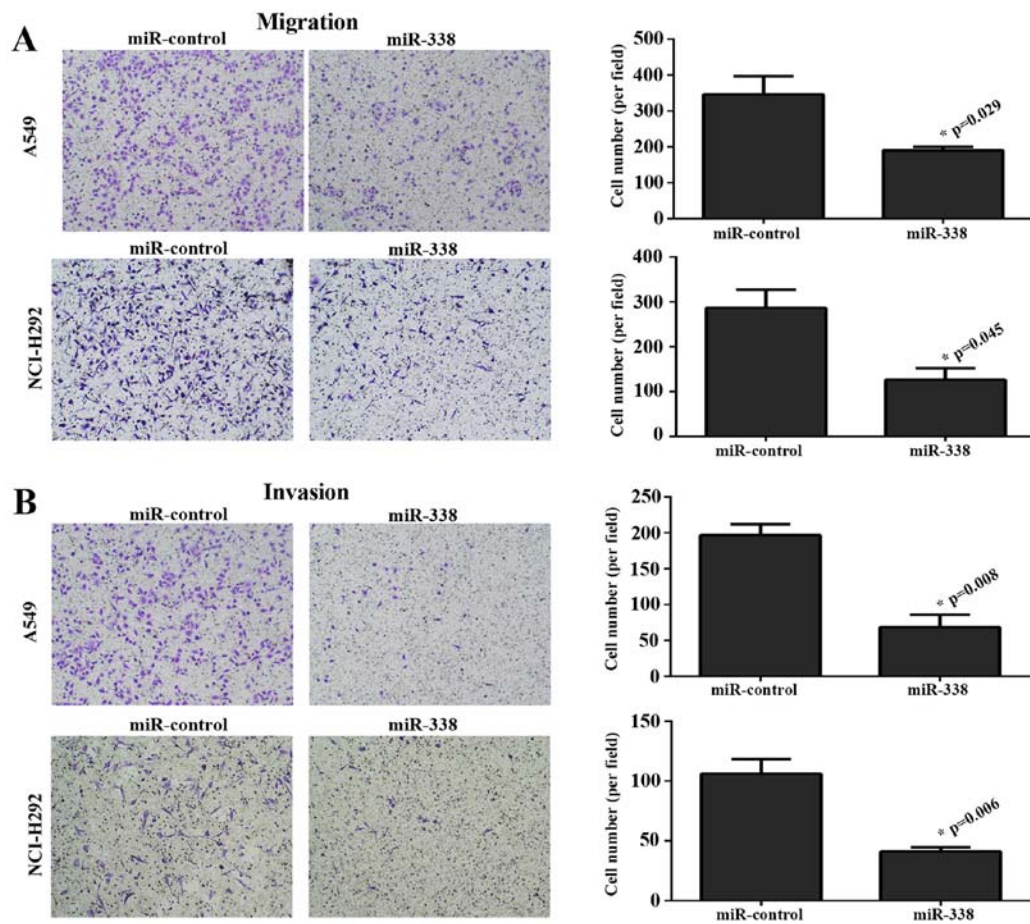 A
Migration
miR-control
miR-338
A549
miR-control
miR-338
NCI-H292
Cell number (per field)
500
400
300
200
100
0
* p=0.029
miR-control
miR-338
Cell number (per field)
400
300
200
100
0
* p=0.045
miR-control
miR-338
B
Invasion
miR-control
miR-338
A549
miR-control
miR-338
NCI-H292
Cell number (per field)
250
200
150
100
50
0
* p=0.008
miR-control
miR-338
Cell number (per field)
150
100
50
0
* p=0.006
miR-control
miR-338